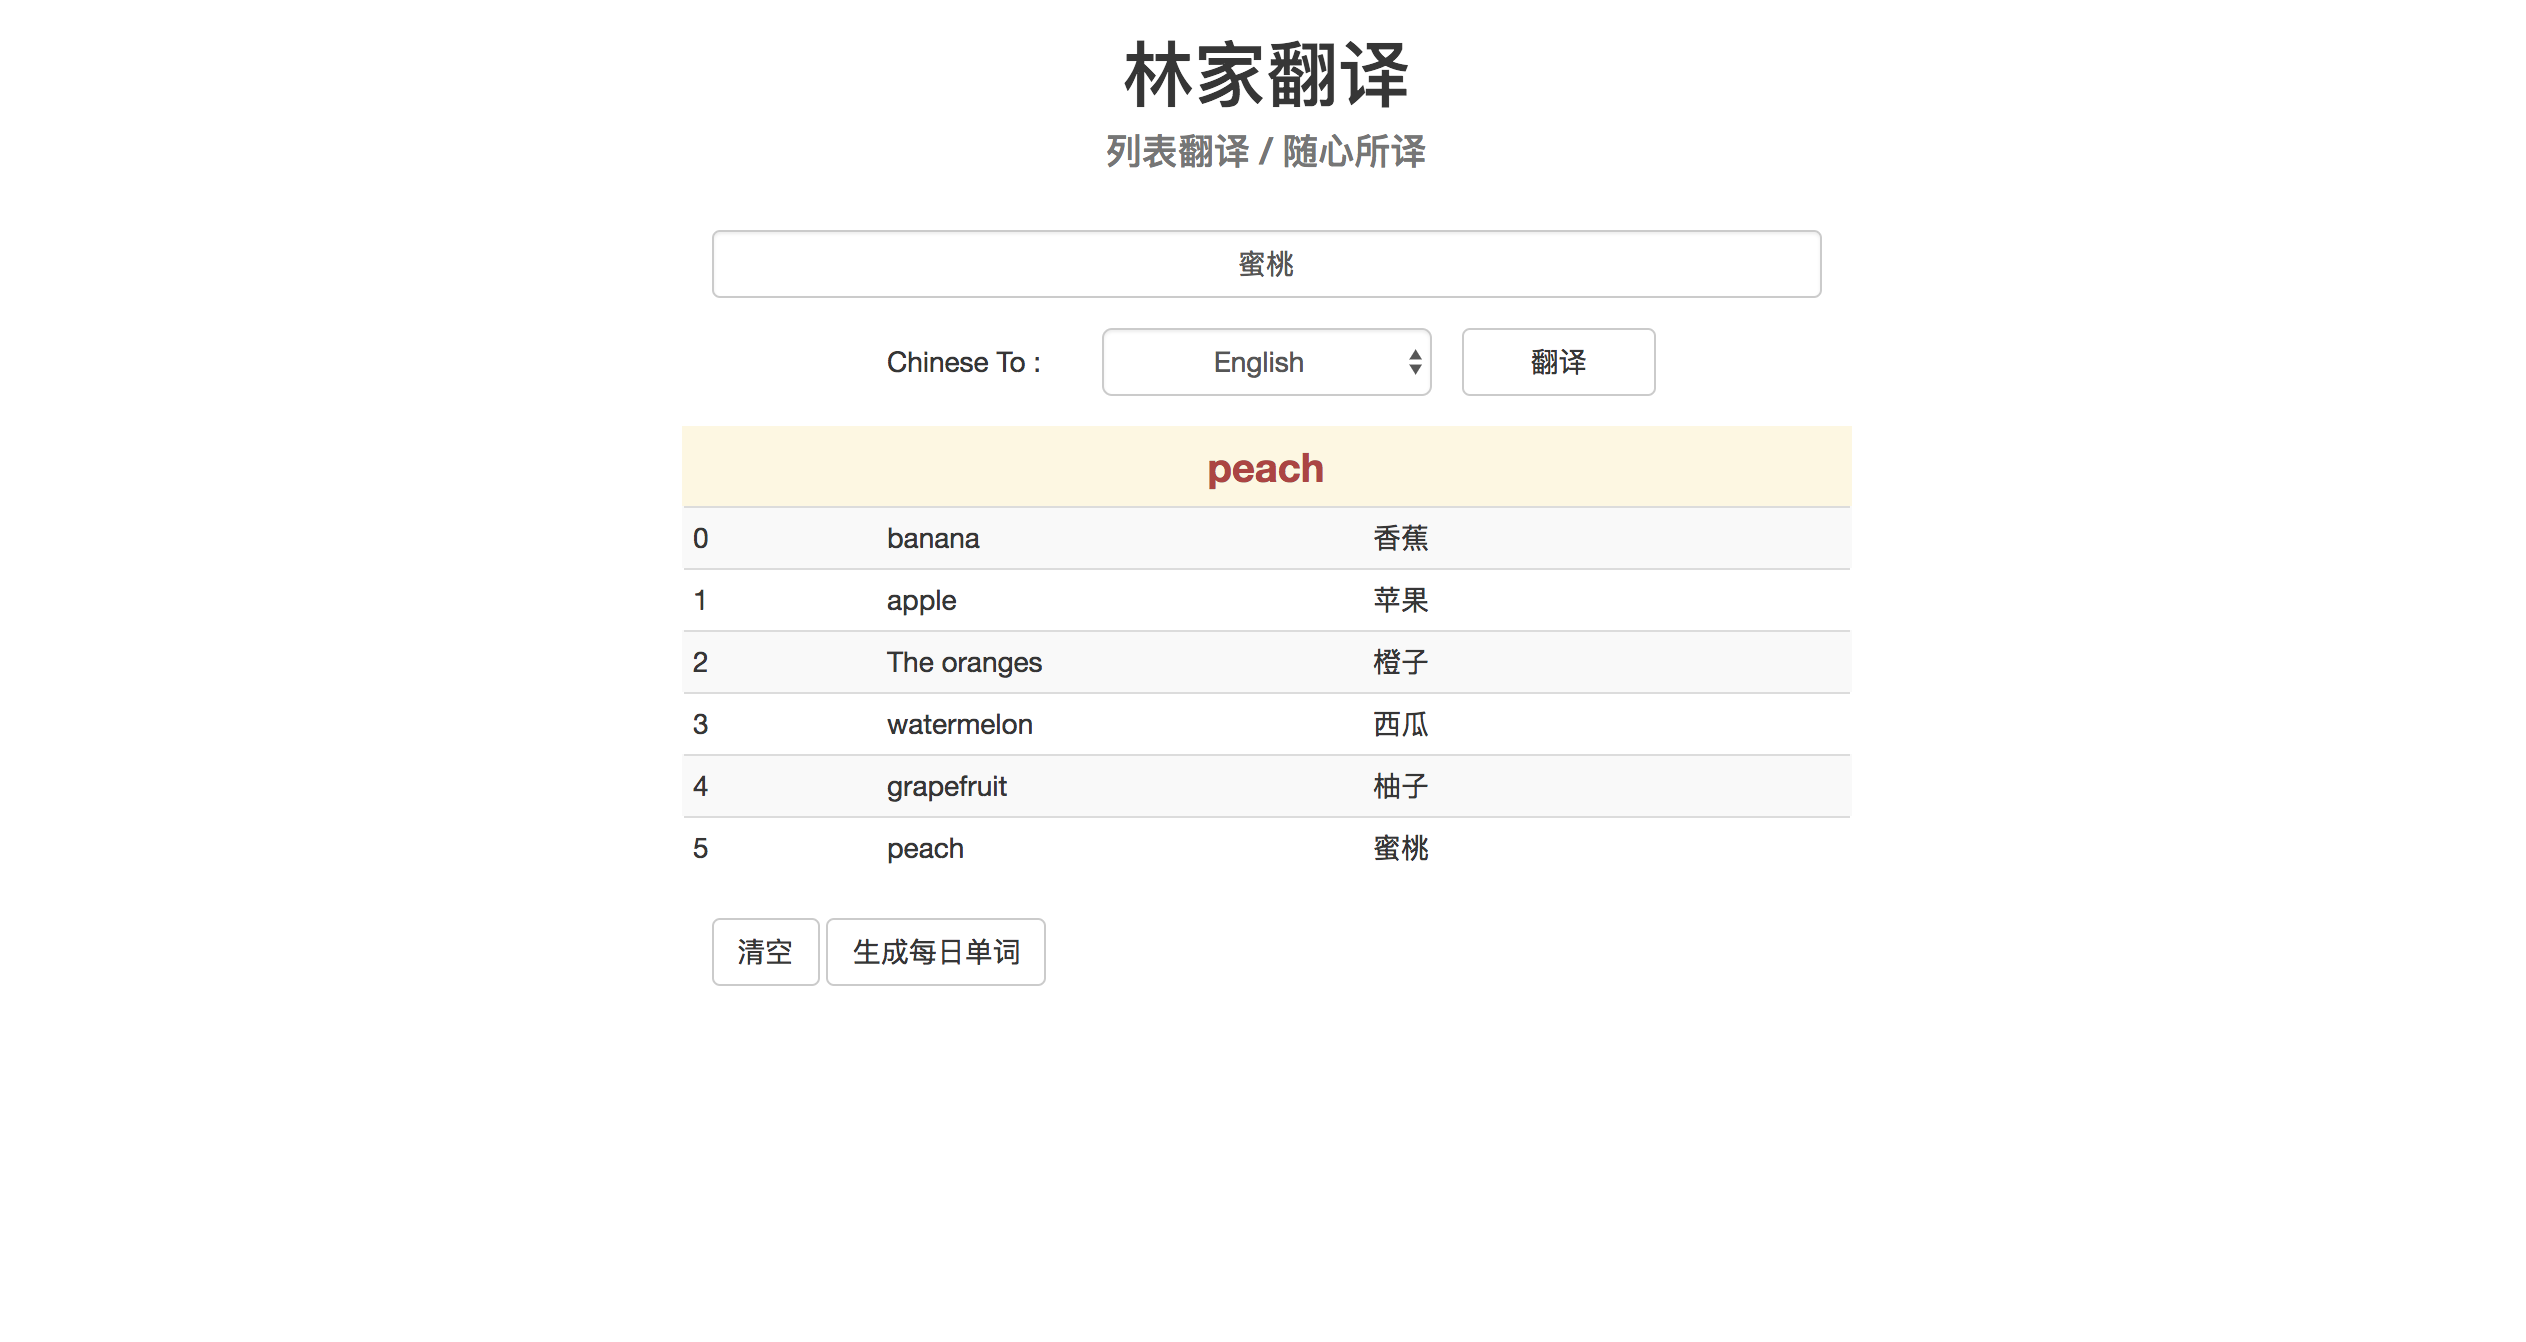 林家翻译
列表翻译 / 随心所译
蜜桃
Chinese To : English 翻译
peach
0 banana 香蕉
1 apple 苹果
2 The oranges 橙子
3 watermelon 西瓜
4 grapefruit 柚子
5 peach 蜜桃
清空 生成每日单词